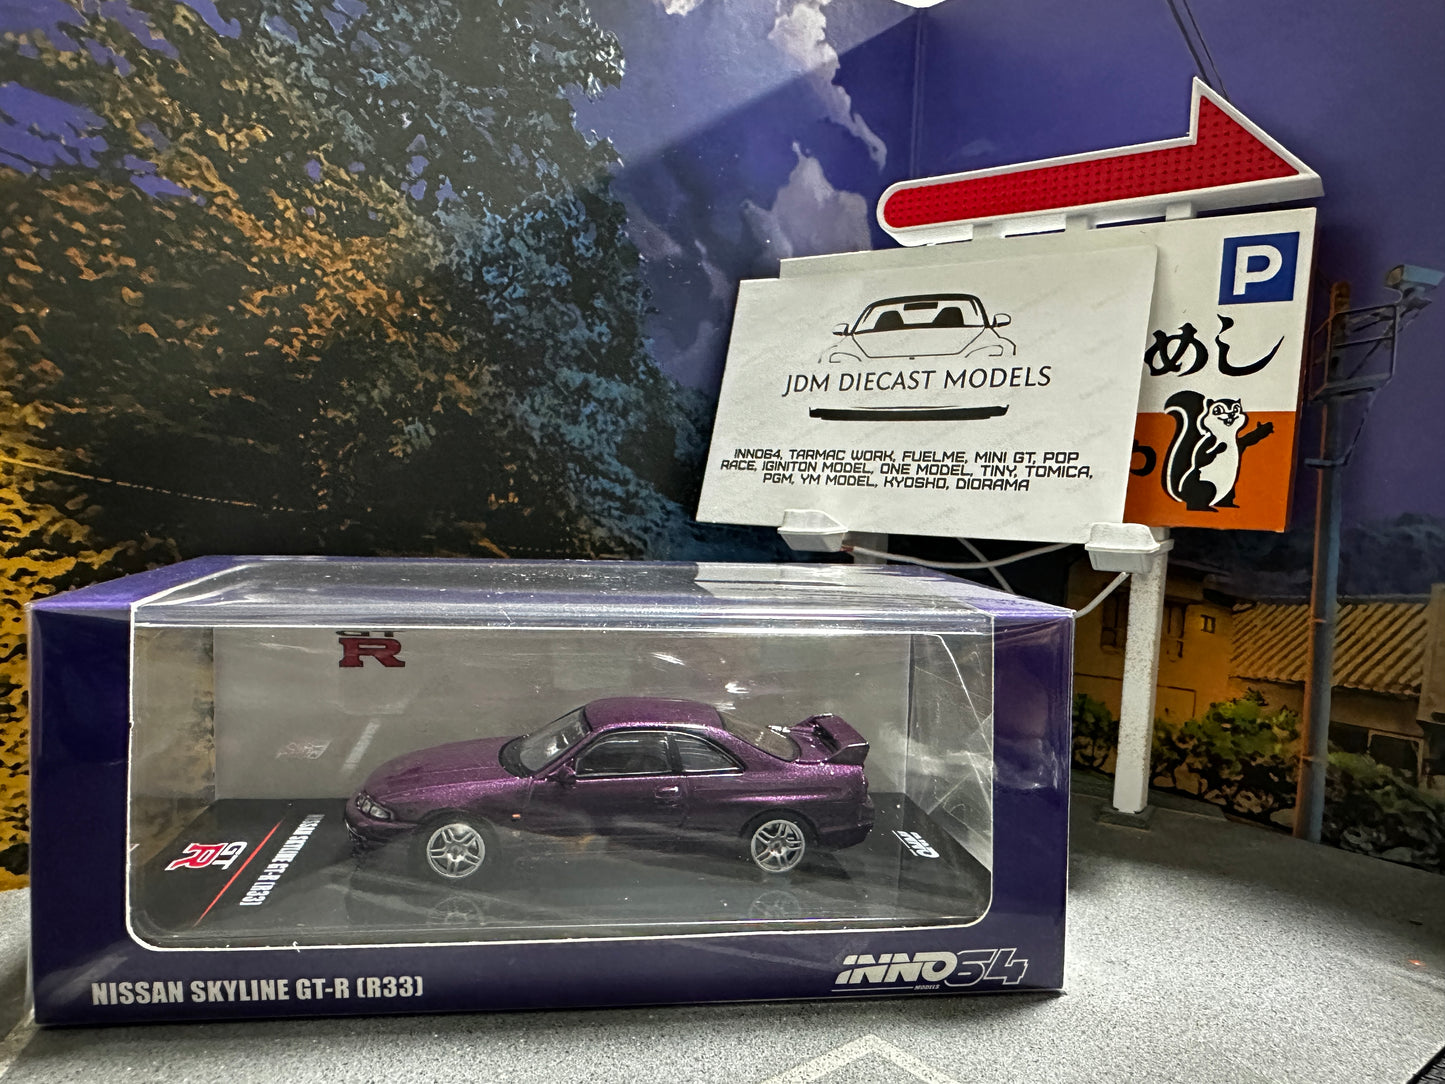 P
めし
JDM DIECAST MODELS
INNO64, TARMAC WORK, FUELME, MINI GT, POP
RACE, IGINITON MODEL, ONE MODEL, TINY, TOMICA,
PGM, YM MODEL, KYOSHO, DIORAMA
GT
R
GT
R
NISSAN SKYLINE GT-R (R33)
INNO
NISSAN SKYLINE GT-R (R33)
INNO64
MODELS